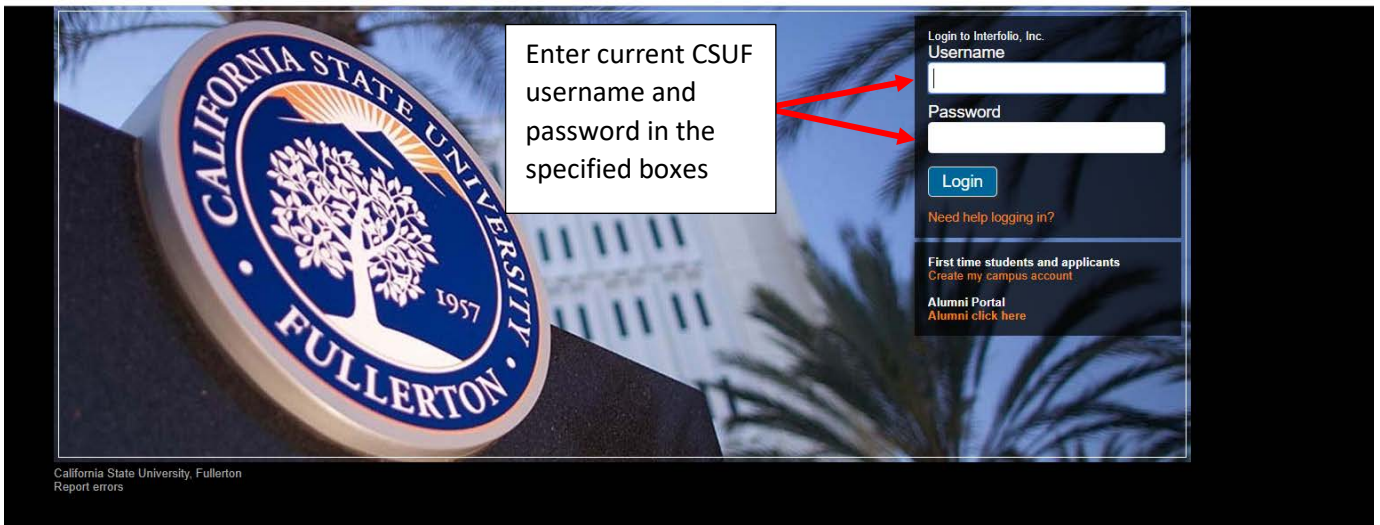 CALIFORNIA STATE UNIVERSITY
•
FULLERTON
•
1957
Enter current CSUF
username and
password in the
specified boxes
Login to Interfolio, Inc.
Username
Password
Login
Need help logging in?
First time students and applicants
Create my campus account
Alumni Portal
Alumni click here
California State University, Fullerton
Report errors